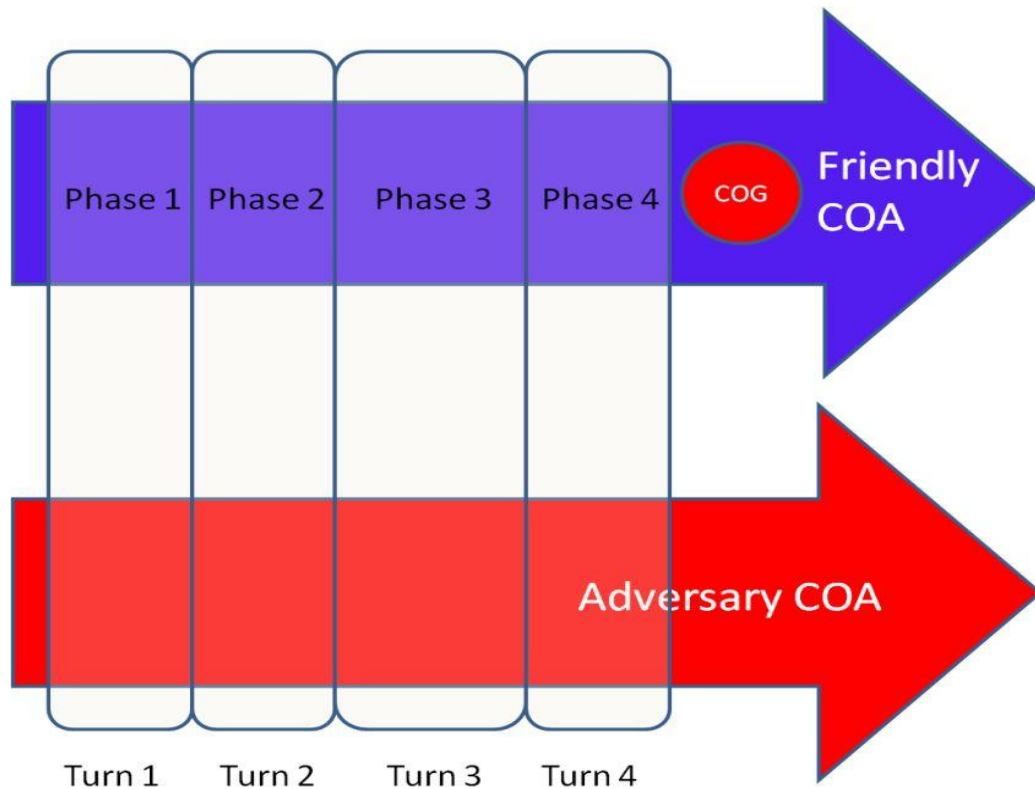 Phase 1 Phase 2 Phase 3 Phase 4 COG Friendly
COA
Adversary COA
Turn 1 Turn 2 Turn 3 Turn 4